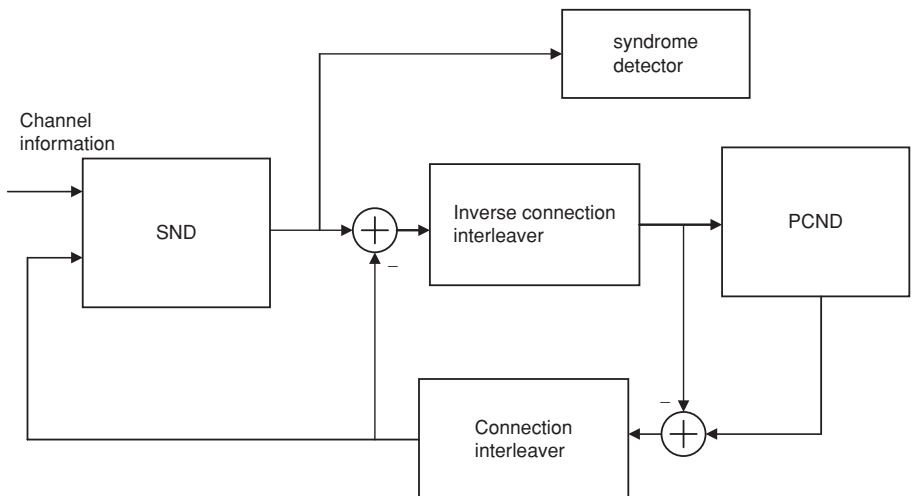 syndrome
detector
Channel
information
SND
Inverse connection
interleaver
PCND
–
–
Connection
interleaver